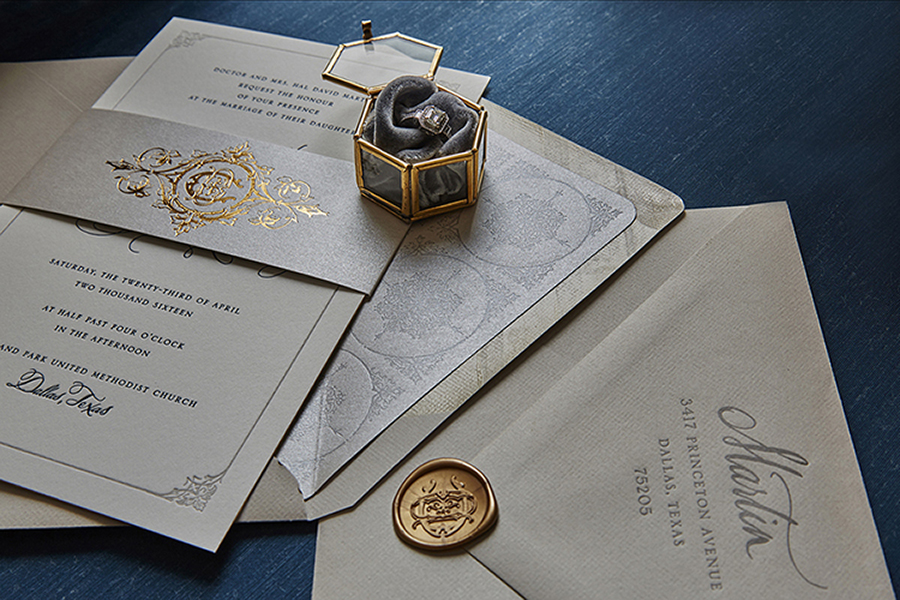 DOCTOR AND MRS. HAL DAVID MART
REQUEST THE HONOUR
OF YOUR PRESENCE
AT THE MARRIAGE OF THEIR DAUGHTE
SATURDAY, THE TWENTY-THIRD OF APRIL
TWO THOUSAND SIXTEEN
AT HALF PAST FOUR O'CLOCK
IN THE AFTERNOON
AND PARK UNITED METHODIST CHURCH
Dallas, Texas
Martin
3417 PRINCETON AVENUE
DALLAS, TEXAS
75205